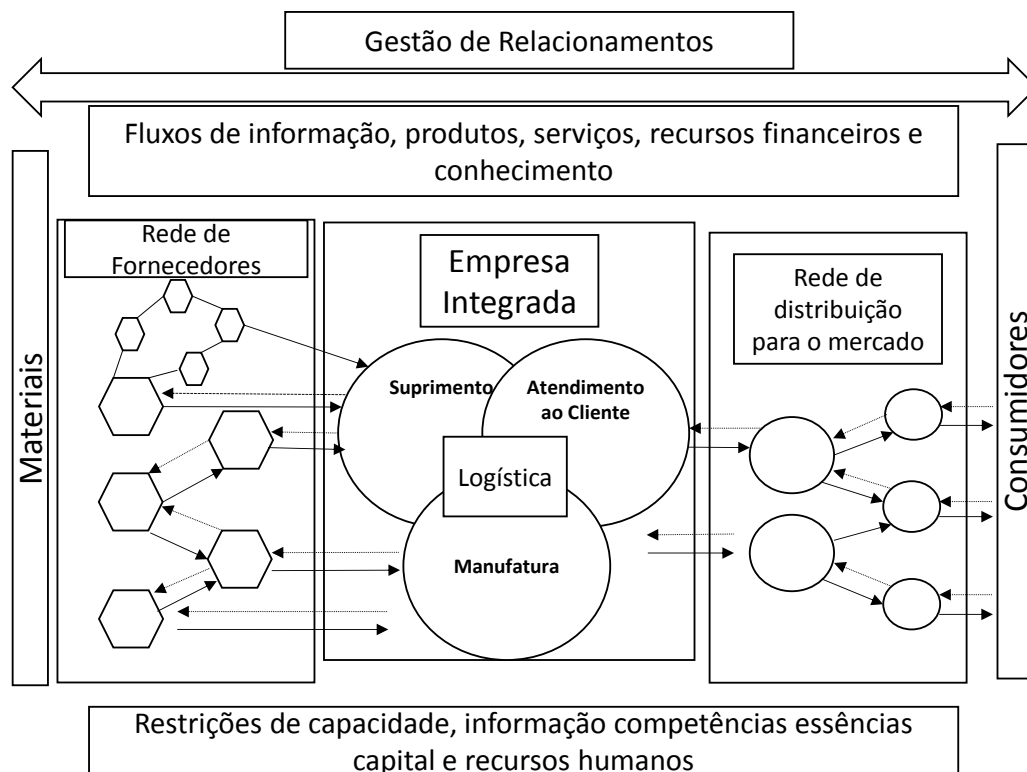 Gestão de Relacionamentos
Fluxos de informação, produtos, serviços, recursos financeiros e
conhecimento
Materiais
Rede de
Fornecedores
Empresa
Integrada
Rede de
distribuição
para o mercado
Consumidores
Suprimento
Atendimento
ao Cliente
Logística
Manufatura
Restrições de capacidade, informação competências essências
capital e recursos humanos